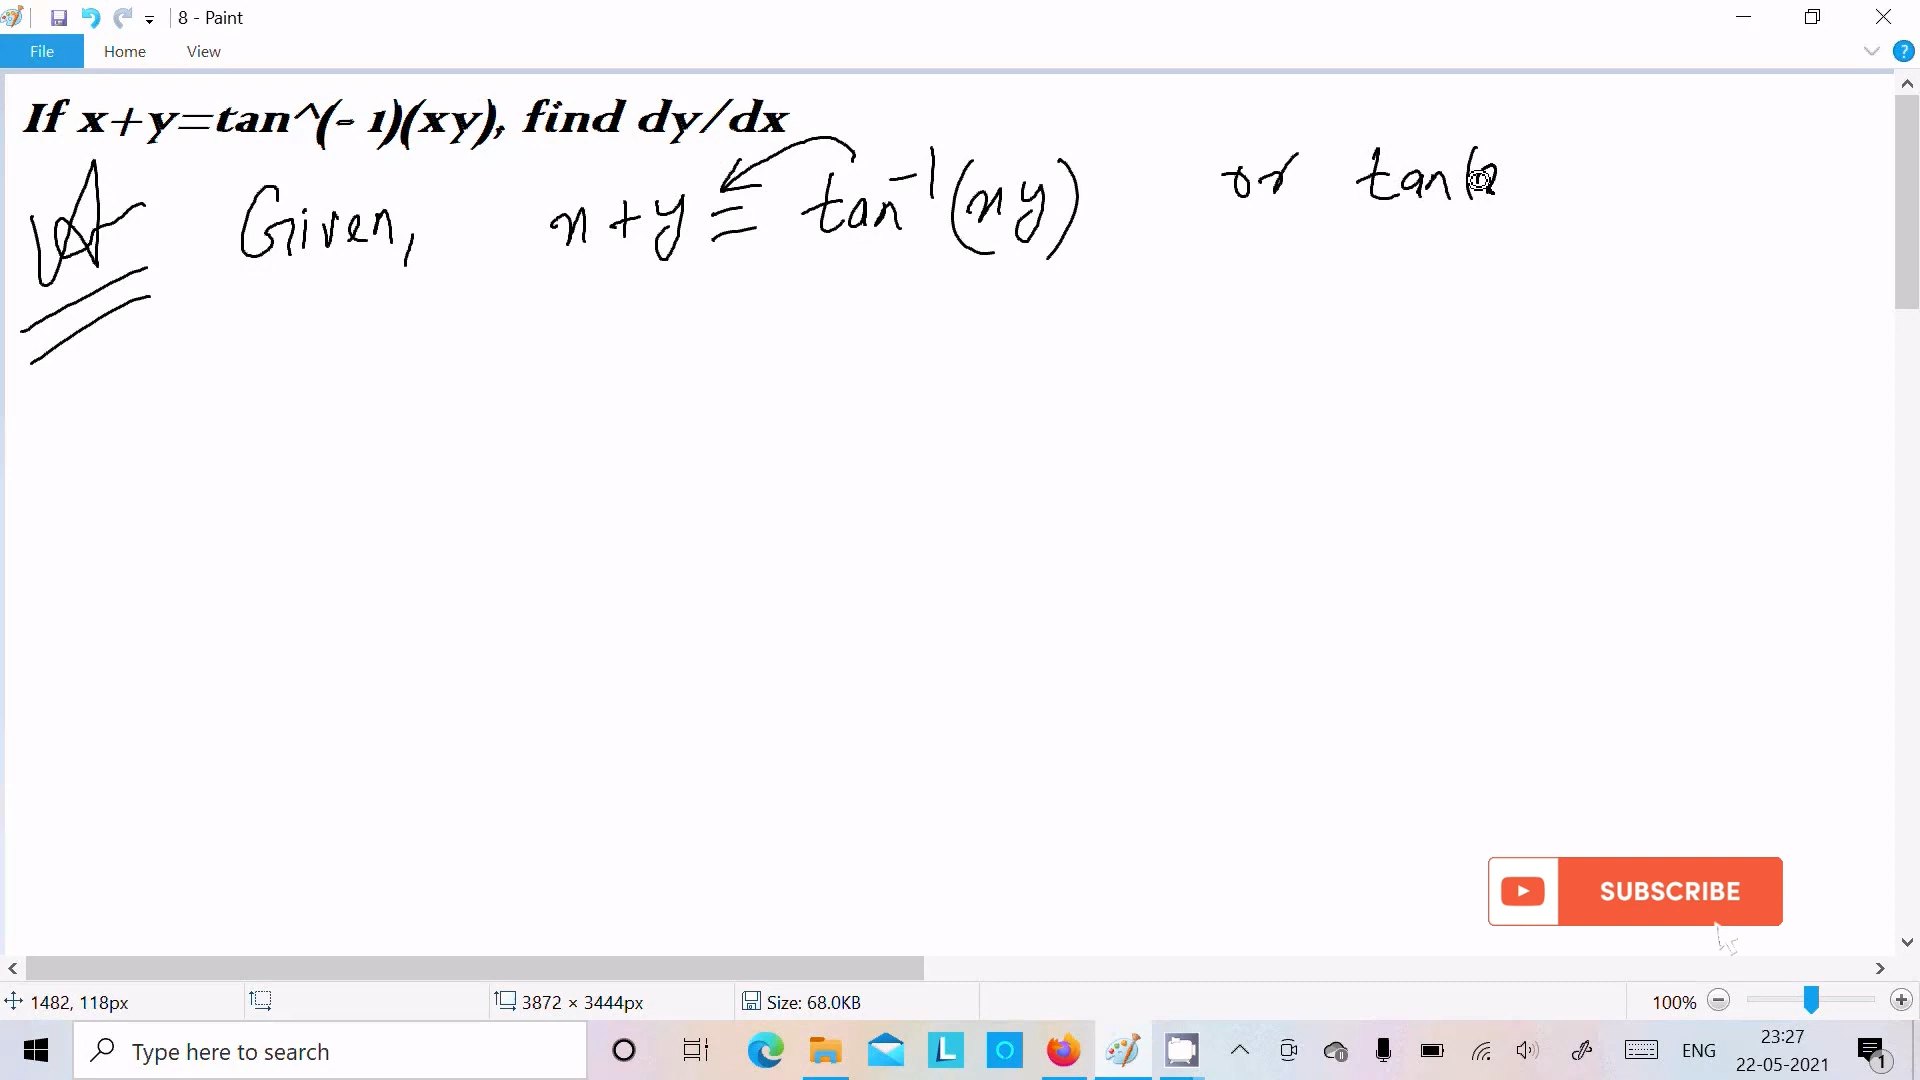 8 - Paint
File Home View
If x+y=tan^(- 1)(xy), find dy/dx
Given, x + y = tan⁻¹(xy) or tan(
SUBSCRIBE
1482, 118px 3872 × 3444px Size: 68.0KB 100%
Type here to search ENG 23:27
22-05-2021 1